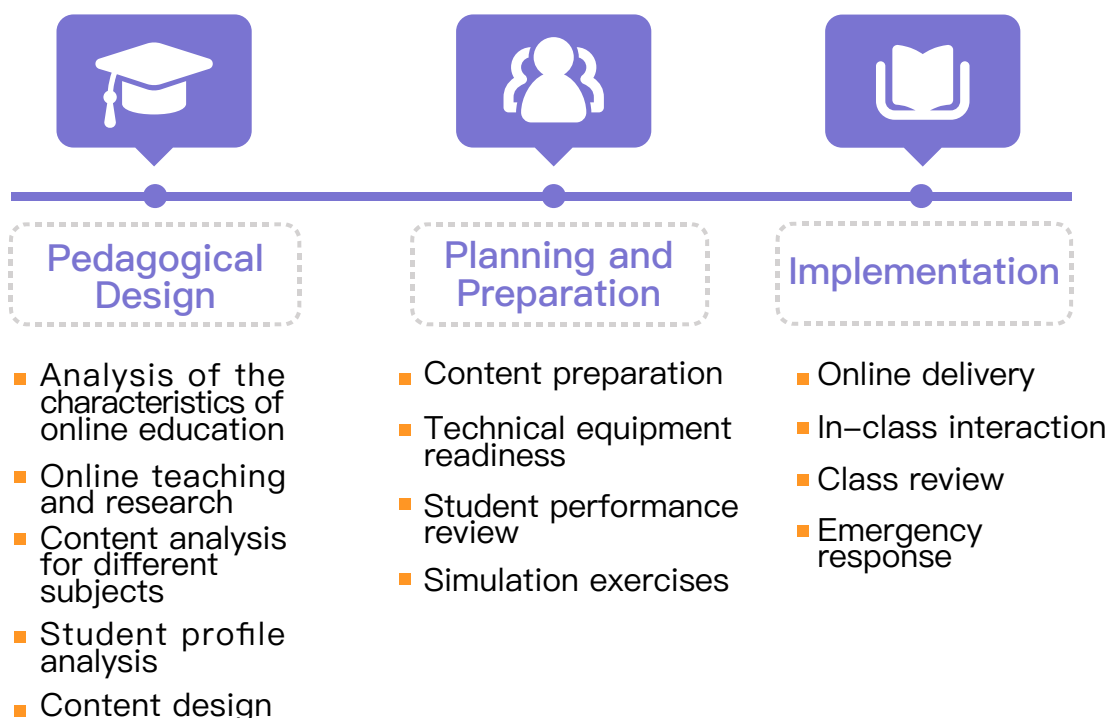 Pedagogical
Design
Analysis of the
characteristics of
online education
Online teaching
and research
Content analysis
for different
subjects
Student profile
analysis
Content design
Planning and
Preparation
Content preparation
Technical equipment
readiness
Student performance
review
Simulation exercises
Implementation
Online delivery
In–class interaction
Class review
Emergency
response